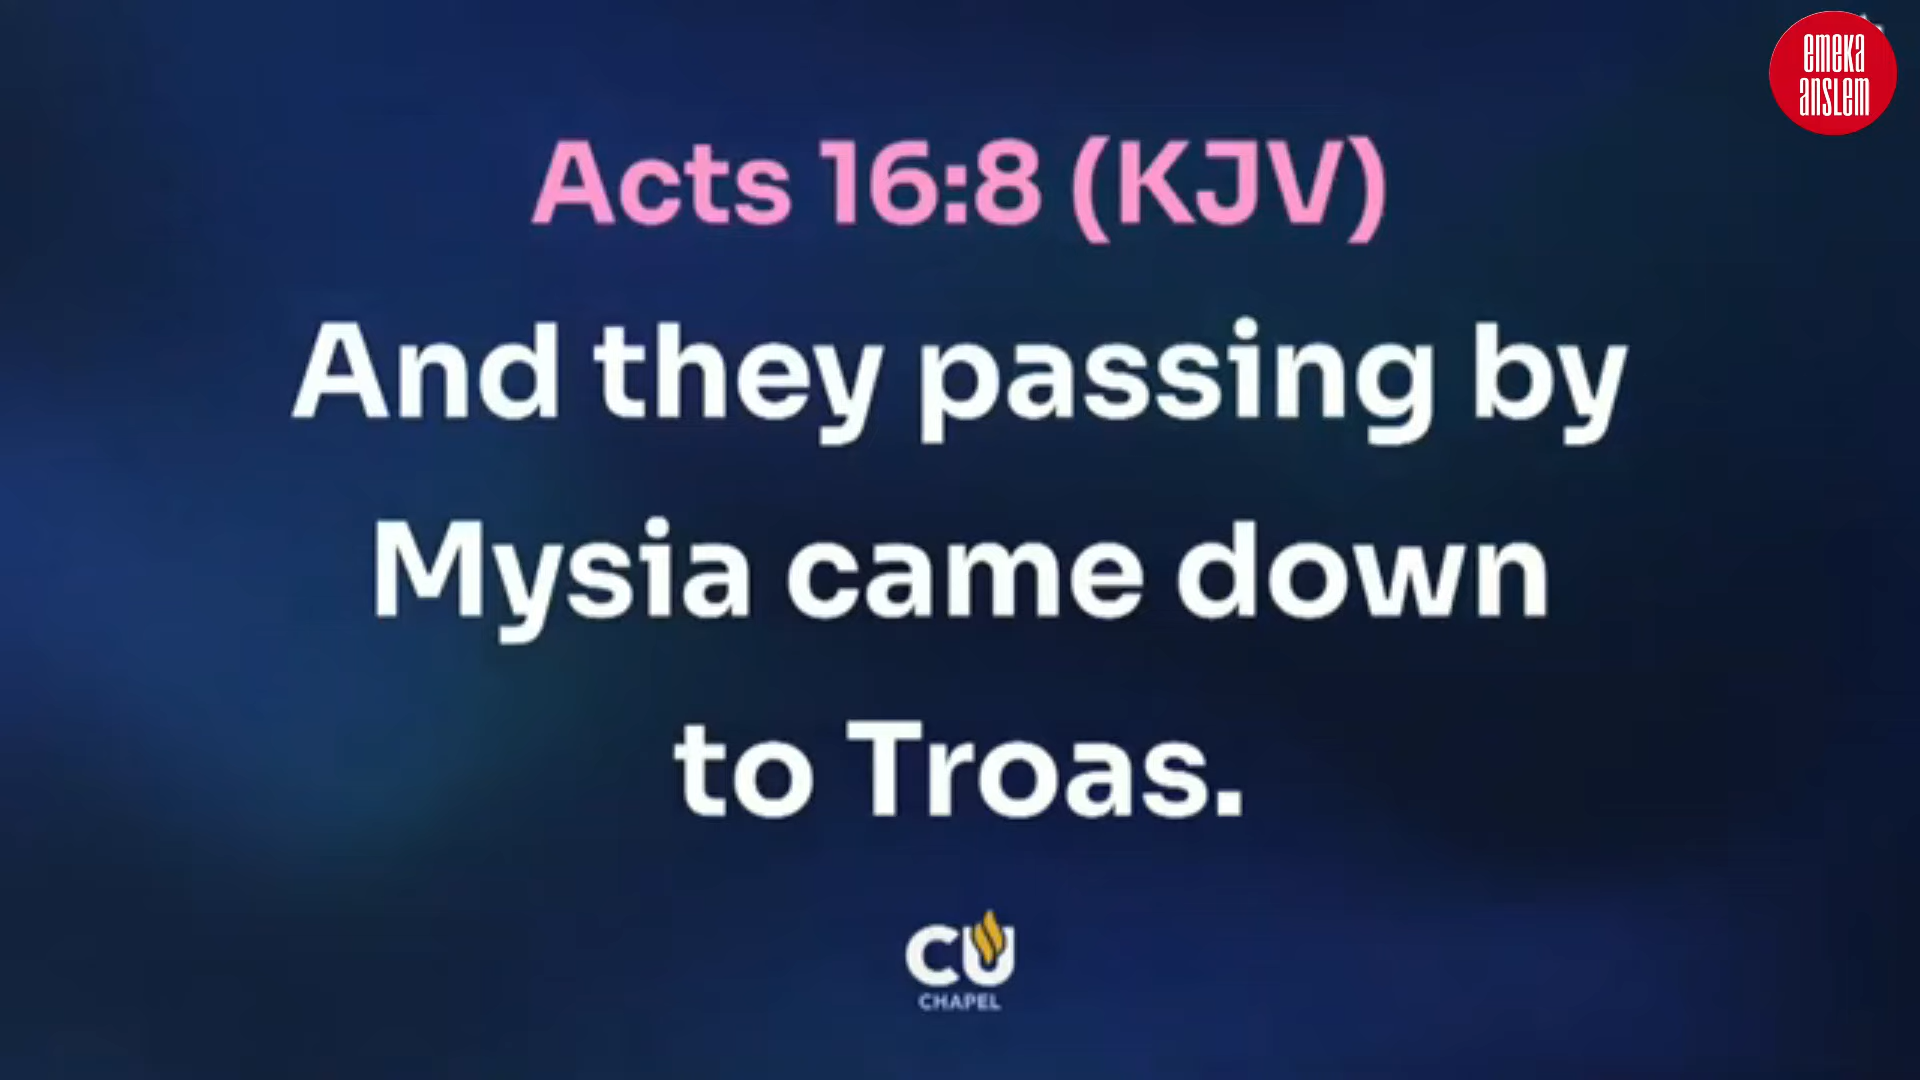 emeka
anslem
Acts 16:8 (KJV)
And they passing by
Mysia came down
to Troas.
CU
CHAPEL